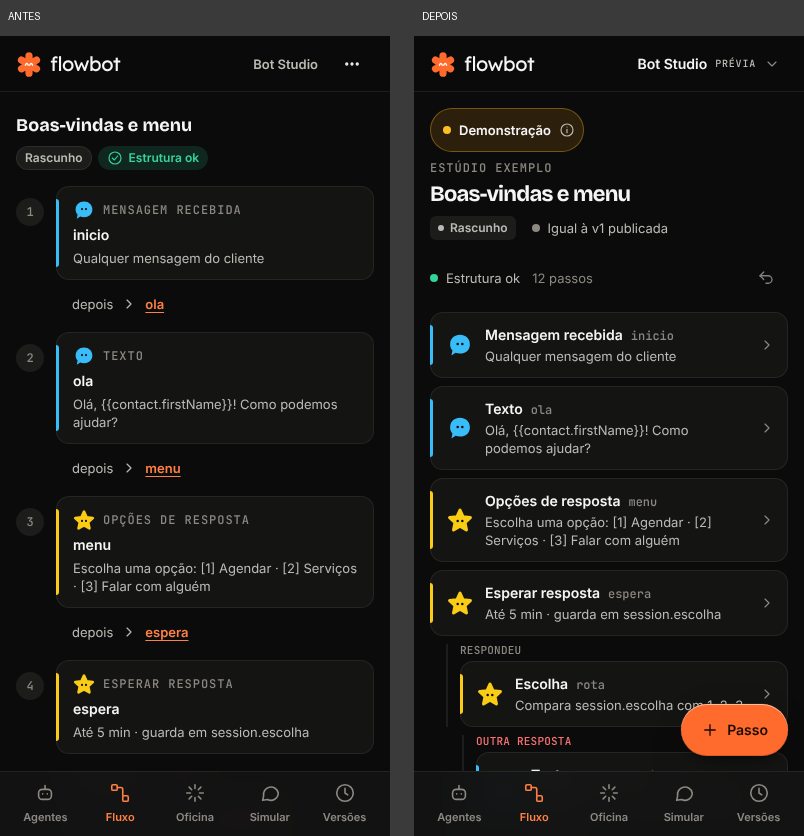 ANTES
flowbot
Bot Studio
Boas-vindas e menu
Rascunho
Estrutura ok
1
MENSAGEM RECEBIDA
inicio
Qualquer mensagem do cliente
depois
ola
2
TEXTO
ola
Olá, {{contact.firstName}}! Como podemos
ajudar?
depois
menu
3
OPÇÕES DE RESPOSTA
menu
Escolha uma opção: [1] Agendar · [2] Serviços
· [3] Falar com alguém
depois
espera
4
ESPERAR RESPOSTA
espera
Até 5 min · guarda em session.escolha
Agentes
Fluxo
Oficina
Simular
Versões
DEPOIS
flowbot
Bot Studio PRÉVIA
Demonstração
ESTÚDIO EXEMPLO
Boas-vindas e menu
Rascunho
Igual à v1 publicada
Estrutura ok 12 passos
Mensagem recebida inicio
Qualquer mensagem do cliente
Texto ola
Olá, {{contact.firstName}}! Como
podemos ajudar?
Opções de resposta menu
Escolha uma opção: [1] Agendar · [2]
Serviços · [3] Falar com alguém
Esperar resposta espera
Até 5 min · guarda em session.escolha
RESPONDEU
Escolha rota
Compara session.escolha com
+ Passo
OUTRA RESPOSTA
Agentes
Fluxo
Oficina
Simular
Versões